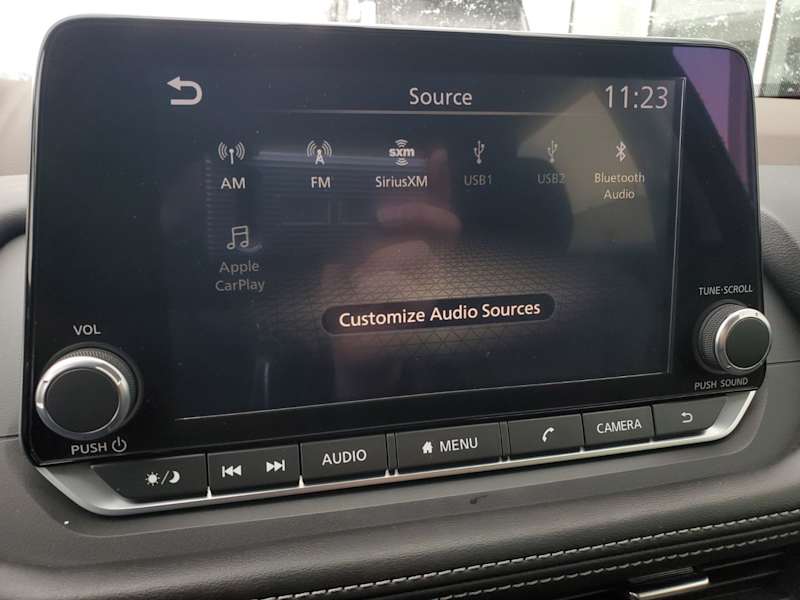 Source 11:23
sxm
AM FM SiriusXM USB1 USB2 Bluetooth
Audio
Apple
CarPlay
Customize Audio Sources
VOL
TUNE·SCROLL
PUSH
PUSH SOUND
AUDIO MENU CAMERA